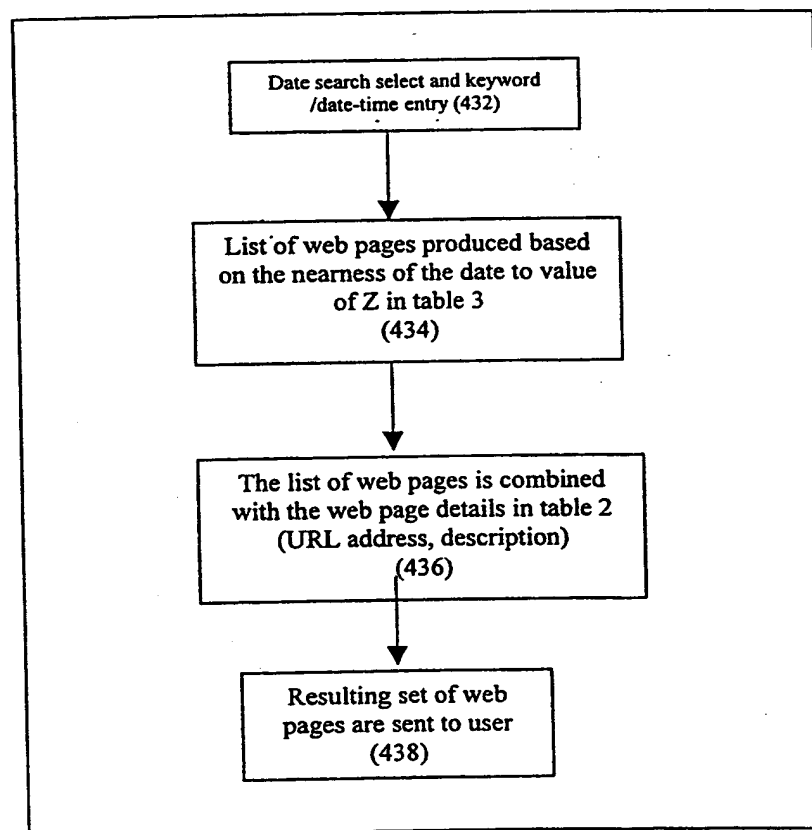 Date search select and keyword
/date-time entry (432)
List of web pages produced based
on the nearness of the date to value
of Z in table 3
(434)
The list of web pages is combined
with the web page details in table 2
(URL address, description)
(436)
Resulting set of web
pages are sent to user
(438)